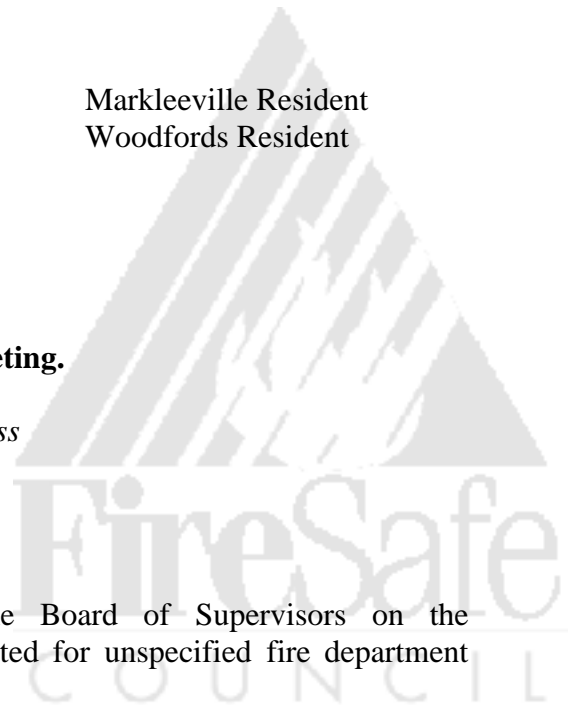 Markleeville Resident
Woodfords Resident
eting.
ss
e Board of Supervisors on the
ted for unspecified fire department
FireSafe
COUNCIL